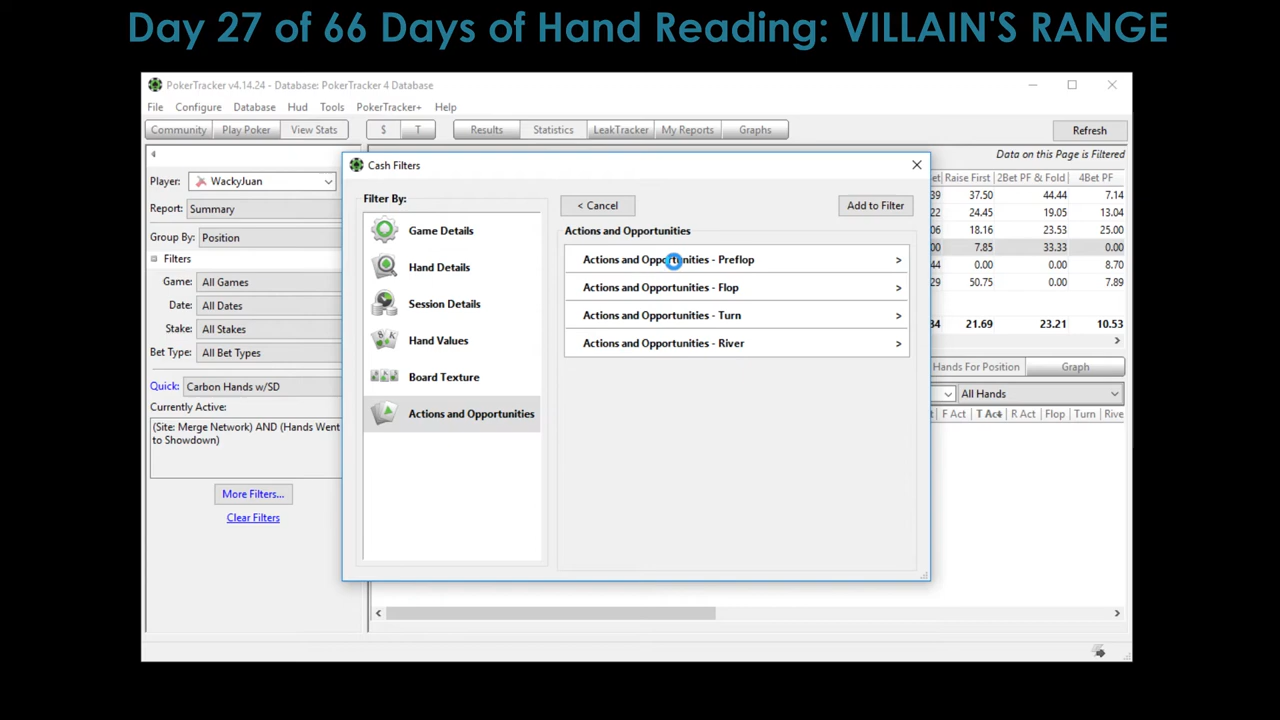 Day 27 of 66 Days of Hand Reading: VILLAIN'S RANGE
PokerTracker v4.14.24 - Database: PokerTracker 4 Database
File Configure Database Hud Tools PokerTracker+ Help
Community Play Poker View Stats $ T Results Statistics LeakTracker My Reports Graphs Refresh
Data on this Page is Filtered
Player: WackyJuan
Report: Summary
Group By: Position
Filters
Game: All Games
Date: All Dates
Stake: All Stakes
Bet Type: All Bet Types
Quick: Carbon Hands w/SD
Currently Active:
(Site: Merge Network) AND (Hands Went
to Showdown)
More Filters...
Clear Filters
Cash Filters
Filter By:
Game Details
Hand Details
Session Details
Hand Values
Board Texture
Actions and Opportunities
< Cancel Add to Filter
Actions and Opportunities
Actions and Opportunities - Preflop >
Actions and Opportunities - Flop >
Actions and Opportunities - Turn >
Actions and Opportunities - River >
Raise First 2Bet PF & Fold 4Bet PF
39 37.50 44.44 7.14
22 24.45 19.05 13.04
06 18.16 23.53 25.00
7.85 33.33 0.00
44 0.00 0.00 8.70
29 50.75 0.00 7.89
34 21.69 23.21 10.53
Hands For Position Graph
All Hands
F Act T Act R Act Flop Turn Rive